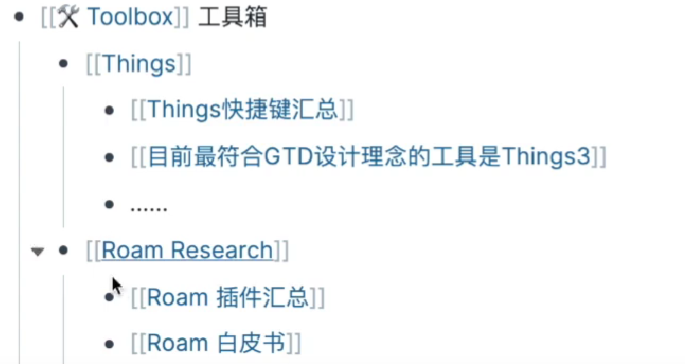 [[🛠 Toolbox]] 工具箱
[[Things]]
[[Things快捷键汇总]]
[[目前最符合GTD设计理念的工具是Things3]]
......
[[Roam Research]]
[[Roam 插件汇总]]
[[Roam 白皮书]]